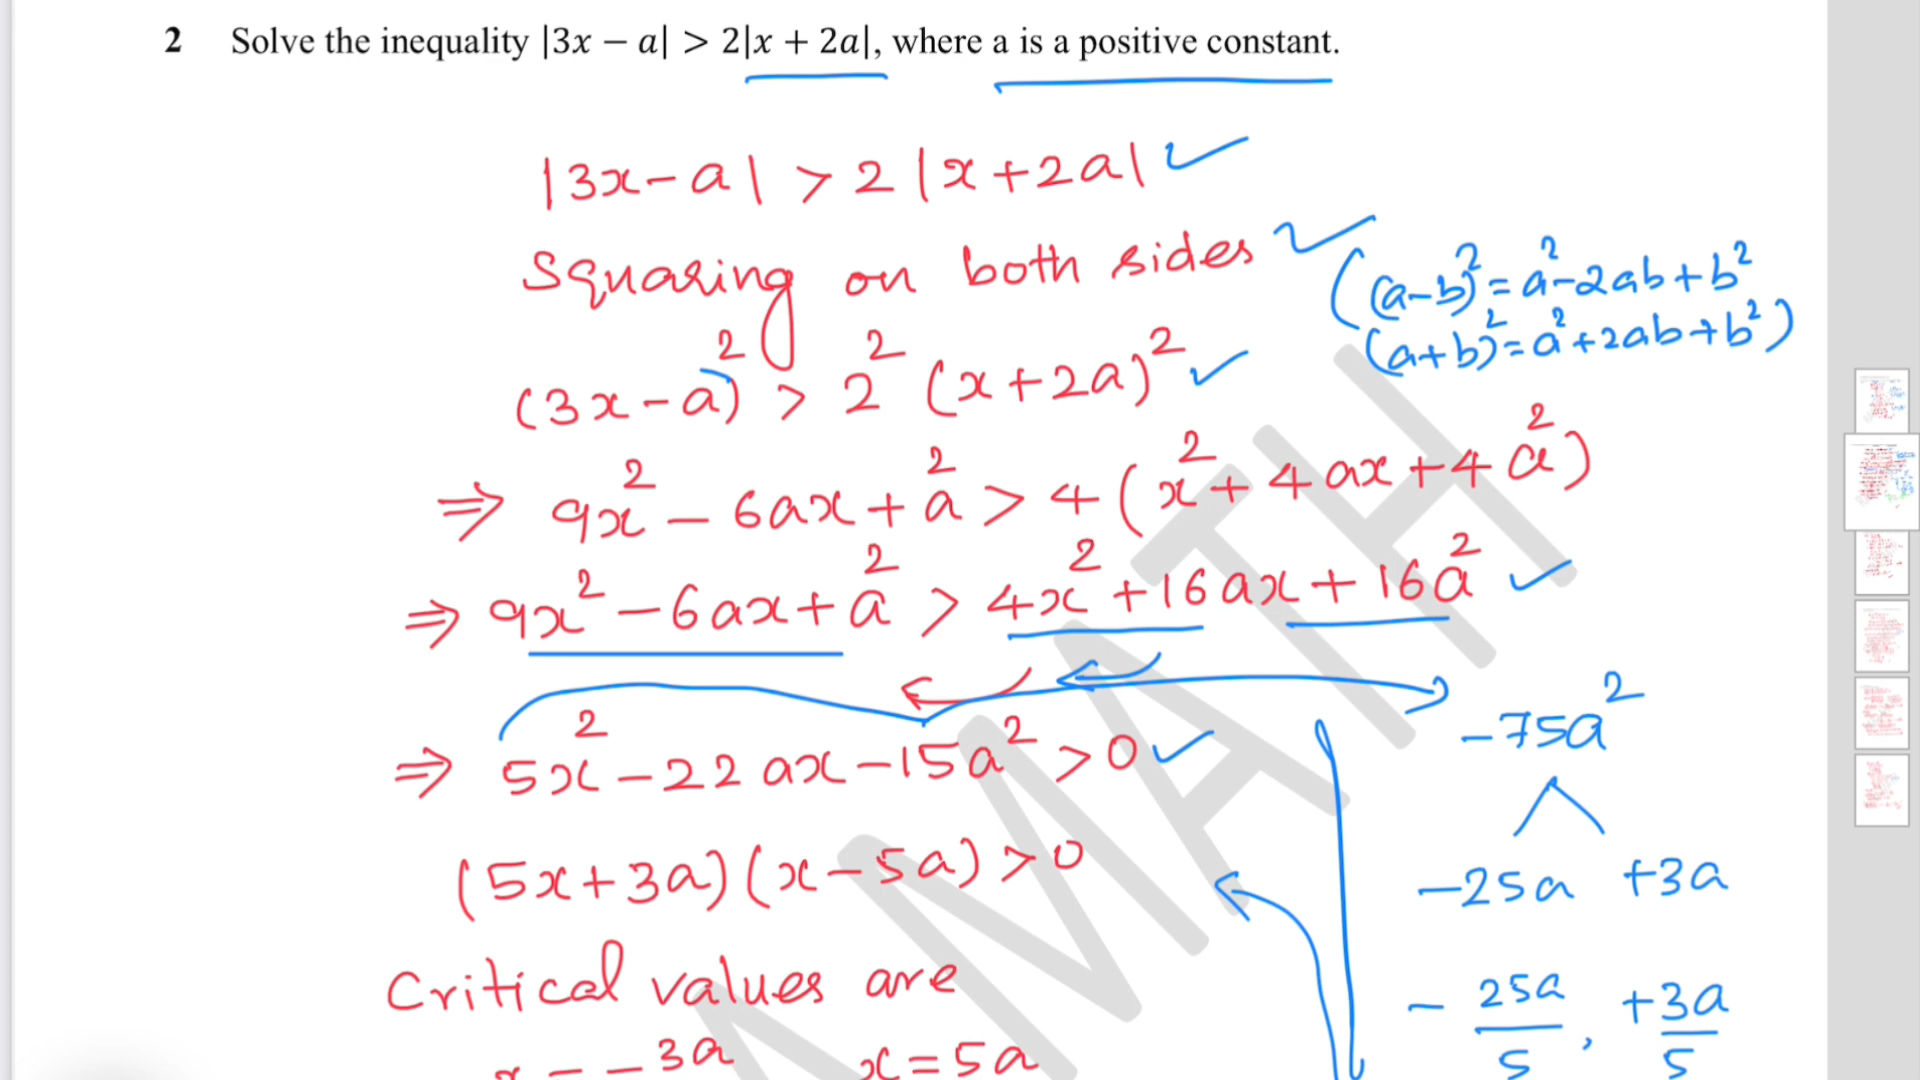 2 Solve the inequality |3x − a| > 2|x + 2a|, where a is a positive constant.
|3x-a| > 2|x+2a|
Squaring on both sides
((a-b)² = a²-2ab+b²
(a+b)² = a²+2ab+b²)
(3x-a)² > 2²(x+2a)²
⇒ 9x² - 6ax + a² > 4(x² + 4ax + 4a²)
⇒ 9x² - 6ax + a² > 4x² + 16ax + 16a²
-75a²
⇒ 5x² - 22ax - 15a² > 0
(5x+3a)(x-5a) > 0
-25a +3a
Critical values are
- 25a/5 , +3a/5
-3a x = 5a
MATH